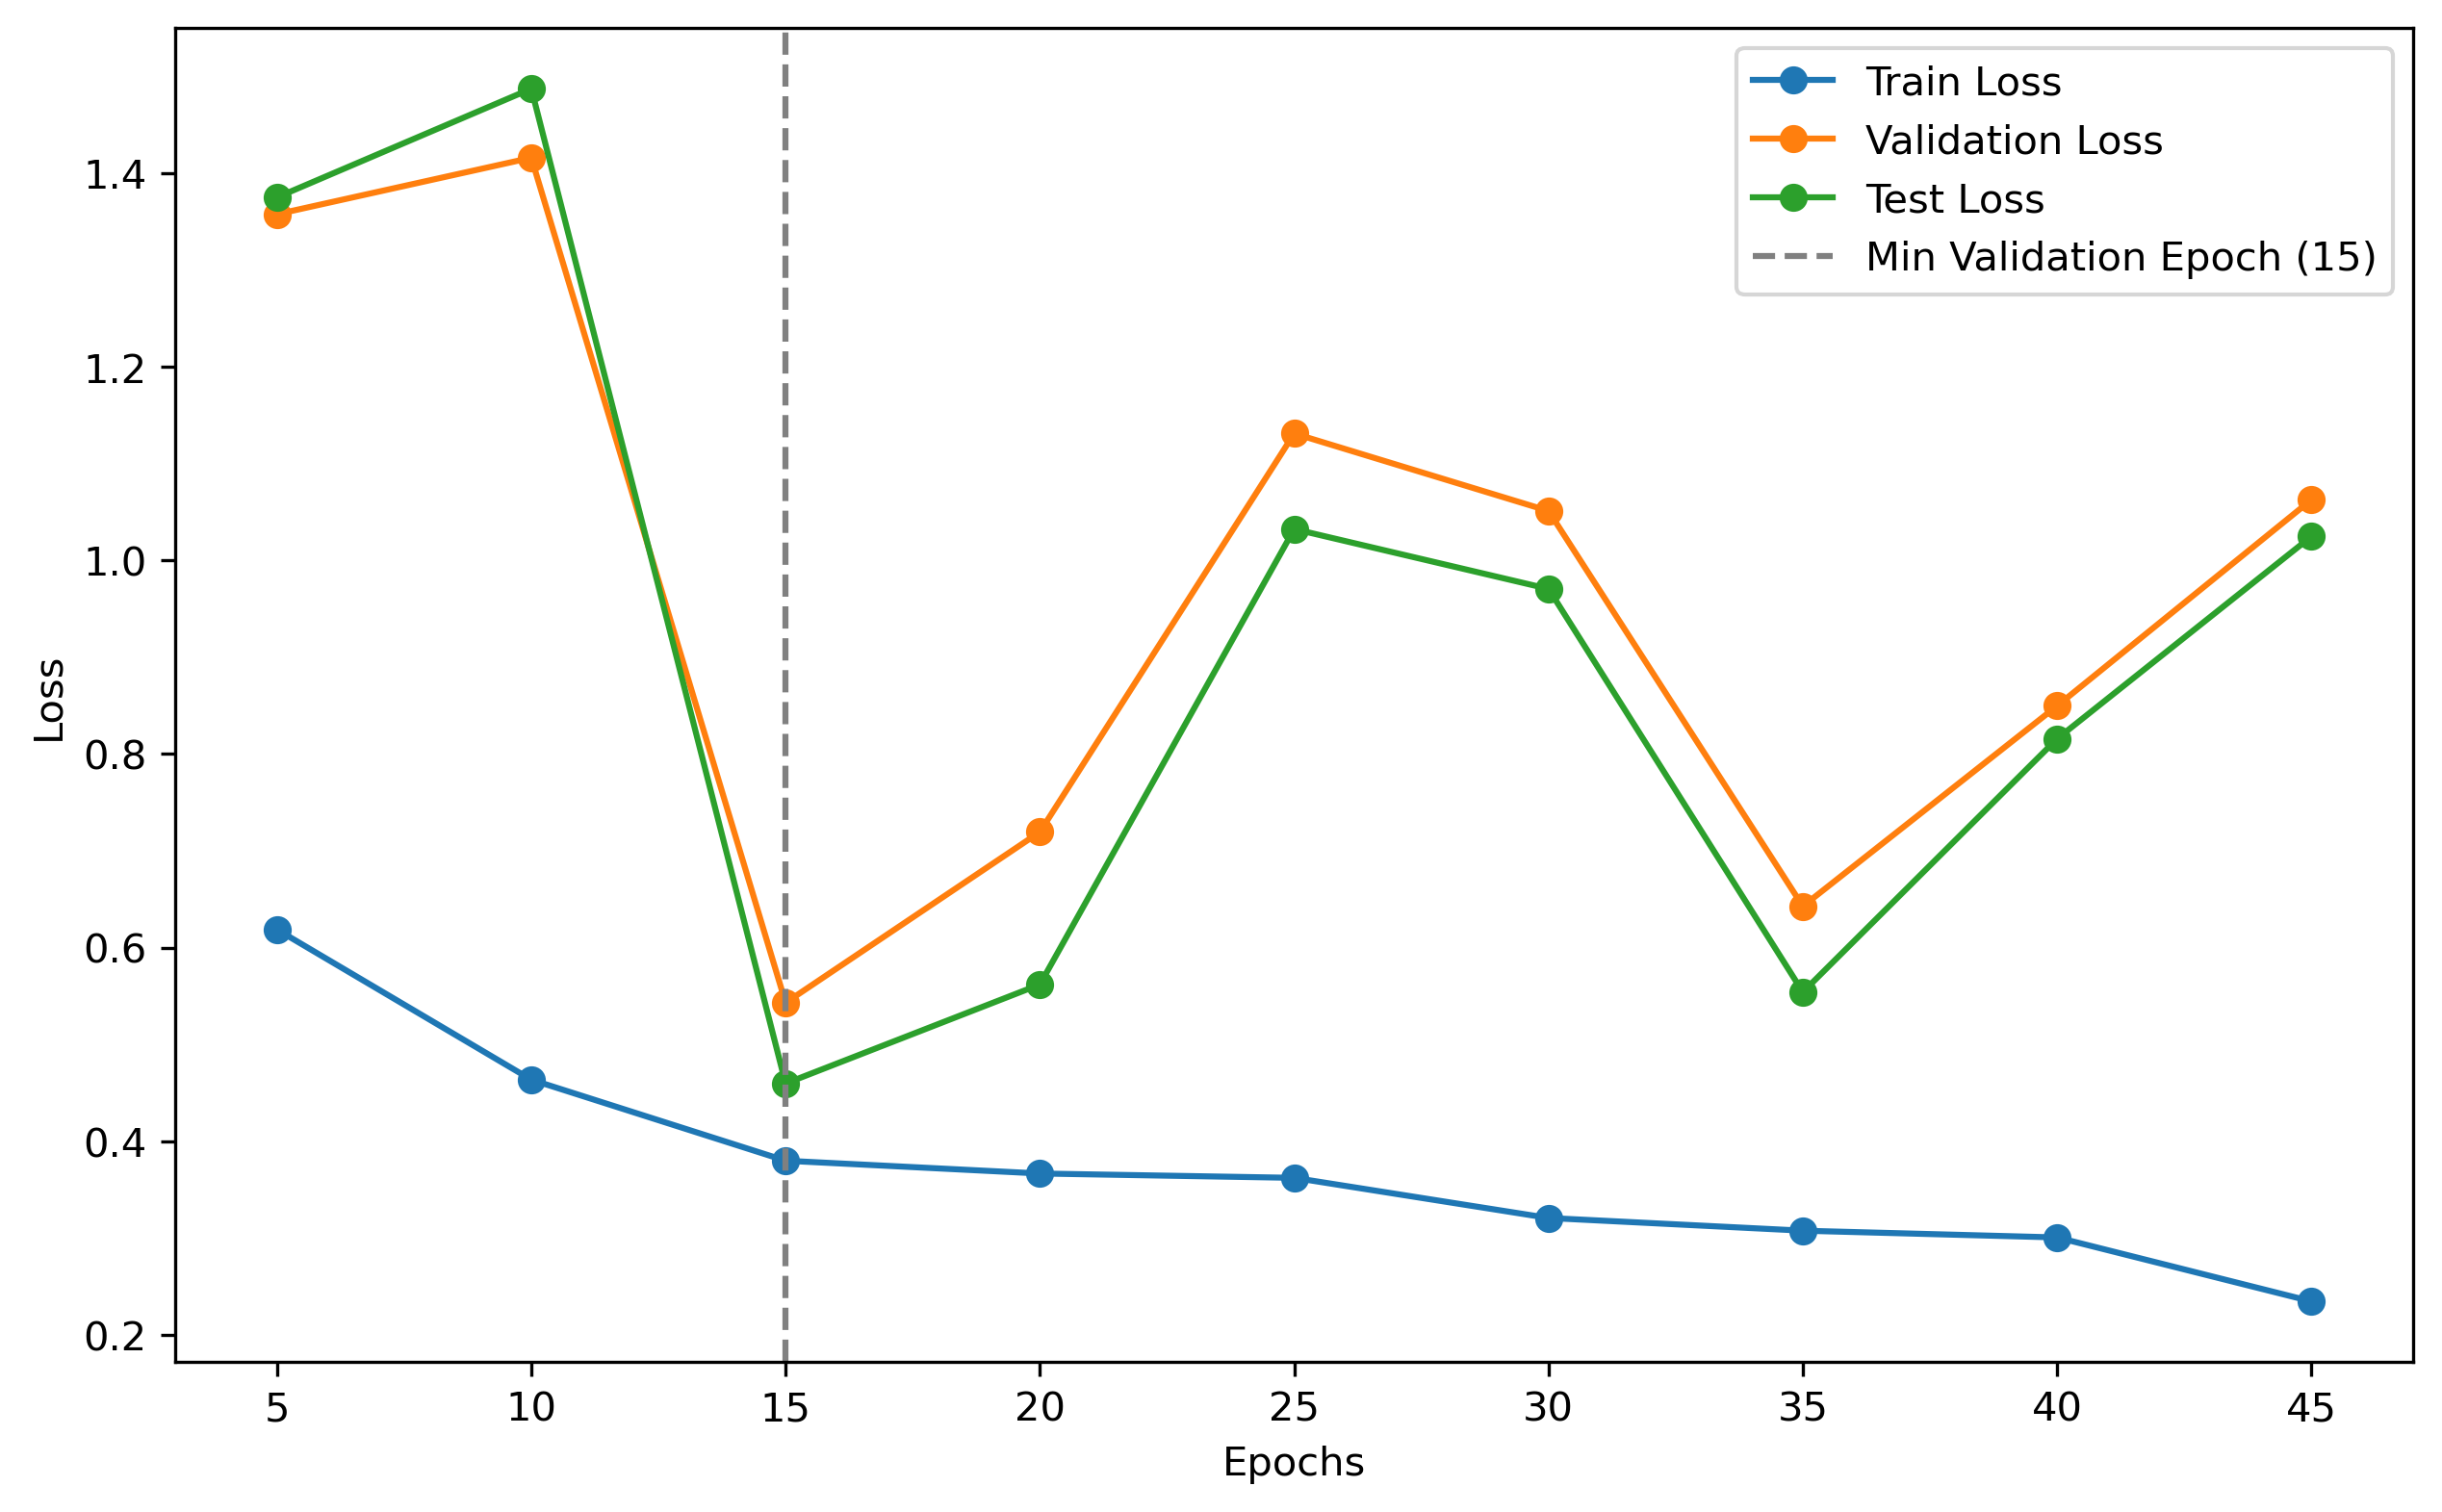 Train Loss
Validation Loss
Test Loss
Min Validation Epoch (15)
1.4
1.2
1.0
0.8
0.6
0.4
0.2
Loss
5 10 15 20 25 30 35 40 45
Epochs